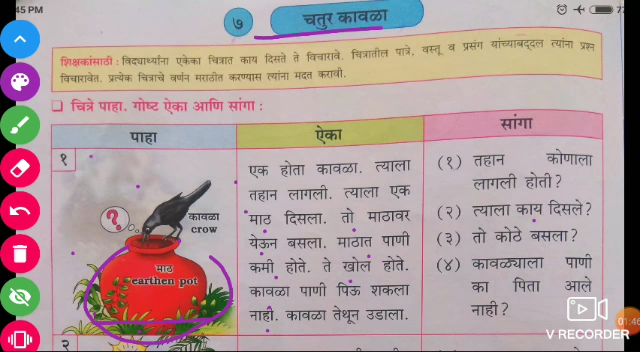 45 PM
७ चतुर कावळा
शिक्षकांसाठी : विद्यार्थ्यांना एकेका चित्रात काय दिसते ते विचारावे. चित्रातील पात्रे, वस्तू व प्रसंग यांच्याबद्दल त्यांना प्रश्न
विचारावेत. प्रत्येक चित्राचे वर्णन मराठीत करण्यास त्यांना मदत करावी.
❑ चित्रे पाहा. गोष्ट ऐका आणि सांगा :
पाहा
१
?
कावळा
crow
माठ
earthen pot
२
ऐका
एक होता कावळा. त्याला
तहान लागली. त्याला एक
माठ दिसला. तो माठावर
येऊन बसला. माठात पाणी
कमी होते. ते खोल होते.
कावळा पाणी पिऊ शकला
नाही. कावळा तेथून उडाला.
सांगा
(१) तहान कोणाला
लागली होती?
(२) त्याला काय दिसले?
(३) तो कोठे बसला?
(४) कावळ्याला पाणी
का पिता आले
नाही?
01:46
V RECORDER